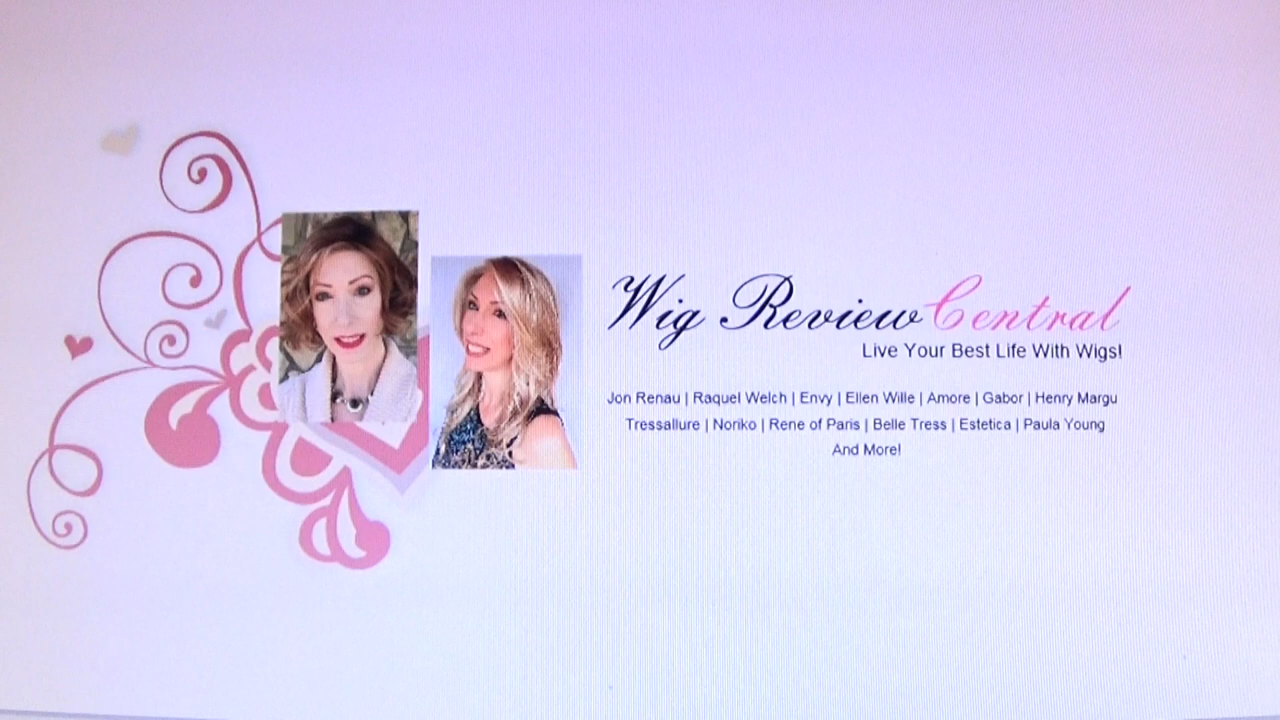 Wig Review Central
Live Your Best Life With Wigs!
Jon Renau | Raquel Welch | Envy | Ellen Wille | Amore | Gabor | Henry Margu
Tressallure | Noriko | Rene of Paris | Belle Tress | Estetica | Paula Young
And More!